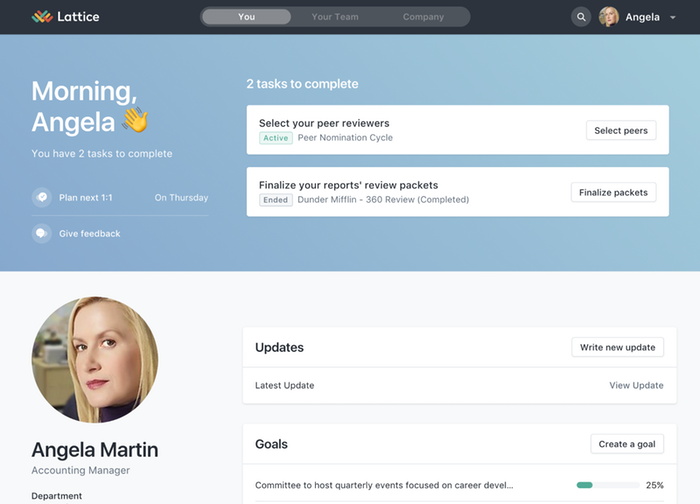 Lattice
You
Your Team
Company
Angela
Morning,
Angela 👋
You have 2 tasks to complete
Plan next 1:1
On Thursday
Give feedback
2 tasks to complete
Select your peer reviewers
Active Peer Nomination Cycle
Select peers
Finalize your reports' review packets
Ended Dunder Mifflin - 360 Review (Completed)
Finalize packets
Angela Martin
Accounting Manager
Department
Updates
Write new update
Latest Update
View Update
Goals
Create a goal
Committee to host quarterly events focused on career devel...
25%